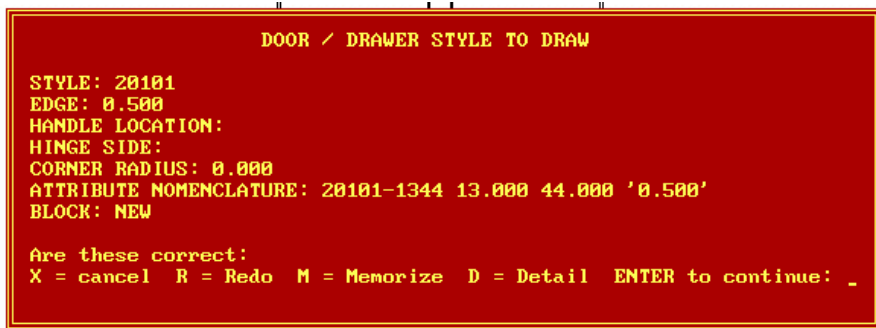 DOOR / DRAWER STYLE TO DRAW
STYLE: 20101
EDGE: 0.500
HANDLE LOCATION:
HINGE SIDE:
CORNER RADIUS: 0.000
ATTRIBUTE NOMENCLATURE: 20101-1344 13.000 44.000 '0.500'
BLOCK: NEW
Are these correct:
X = cancel R = Redo M = Memorize D = Detail ENTER to continue: _